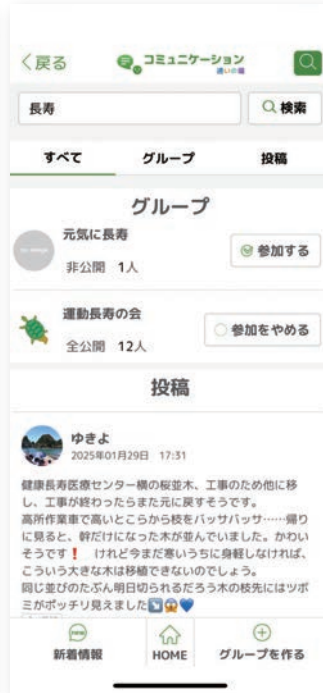 戻る
コミュニケーション
通いの場
長寿
検索
すべて グループ 投稿
グループ
no image
元気に長寿
非公開 1人
参加する
運動長寿の会
全公開 12人
参加をやめる
投稿
ゆきよ
2025年01月29日 17:31
健康長寿医療センター横の桜並木、工事のため他に移
し、工事が終わったらまた元に戻すそうです。
高所作業車で高いとこらから枝をバッサバッサ……帰り
に見ると、幹だけになった木が並んでいました。かわい
そうです❗ けれど今まだ寒いうちに身軽しなければ、
こういう大きな木は移植できないのでしょう。
同じ並びのたぶん明日切られるだろう木の枝先にはツボ
ミがポッチリ見えました↘️😱💙
new
新着情報
HOME
グループを作る